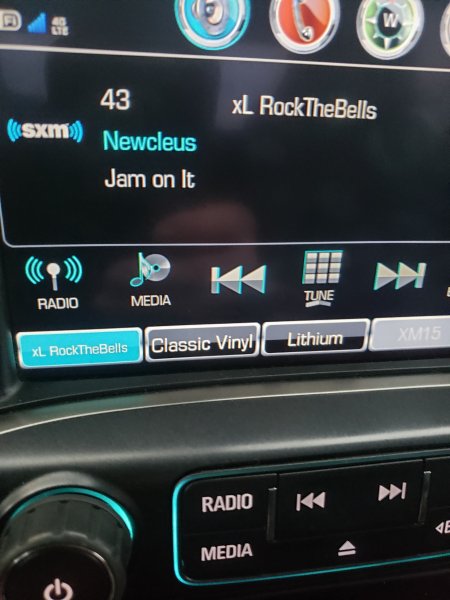 4G
LTE
W
43
xL RockTheBells
sxm
Newcleus
Jam on It
RADIO
MEDIA
TUNE
xL RockTheBells
Classic Vinyl
Lithium
XM15
RADIO
MEDIA